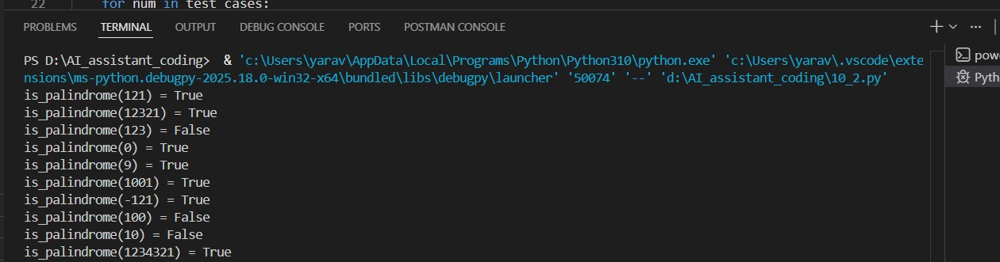 22 for num in test cases:
PROBLEMS TERMINAL OUTPUT DEBUG CONSOLE PORTS POSTMAN CONSOLE
PS D:\AI_assistant_coding> & 'c:\Users\yarav\AppData\Local\Programs\Python\Python310\python.exe' 'c:\Users\yarav\.vscode\exte
nsions\ms-python.debugpy-2025.18.0-win32-x64\bundled\libs\debugpy\launcher' '50074' '--' 'd:\AI_assistant_coding\10_2.py'
is_palindrome(121) = True
is_palindrome(12321) = True
is_palindrome(123) = False
is_palindrome(0) = True
is_palindrome(9) = True
is_palindrome(1001) = True
is_palindrome(-121) = True
is_palindrome(100) = False
is_palindrome(10) = False
is_palindrome(1234321) = True
pow
Pyth